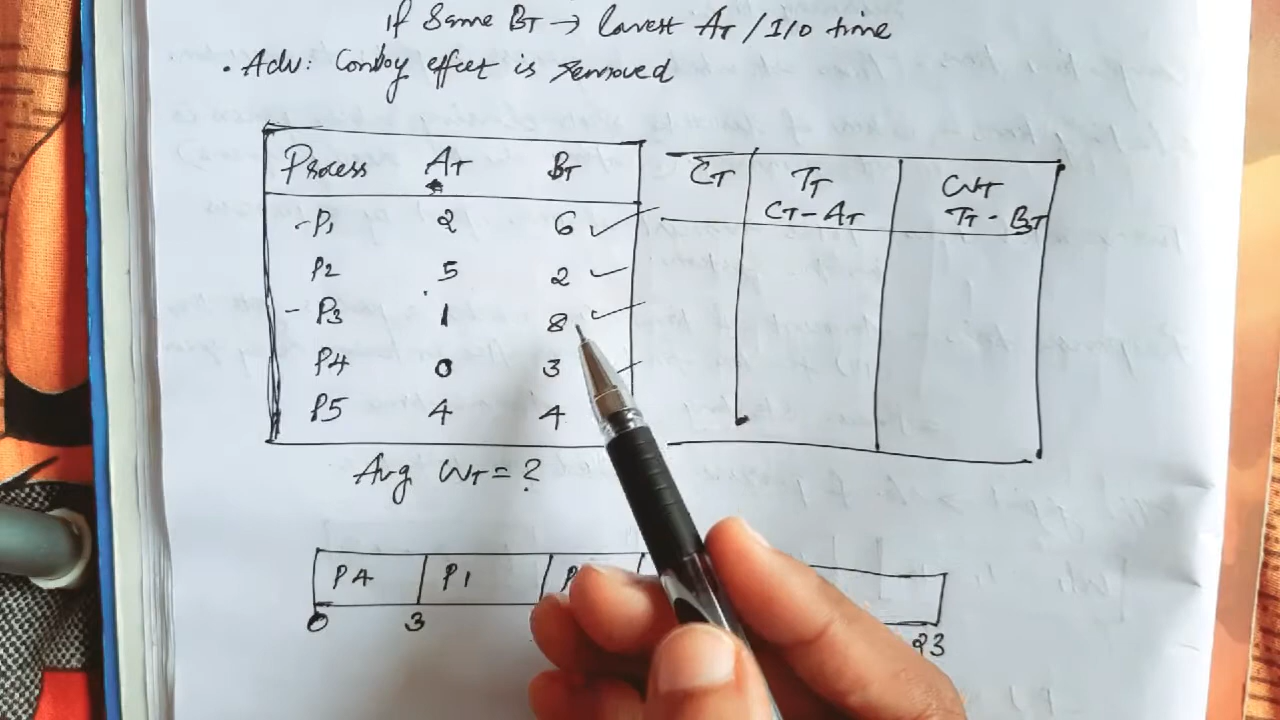 If Same BT → lowest AT / I/O time
• Adv: Convoy effect is removed
Process AT BT CT TT WT
CT - AT TT - BT
- P1 2 6 ✓
P2 5 2 ✓
- P3 1 8 ✓
P4 0 3
P5 4 4
Avg WT = ?
P4 P1
0 3 23